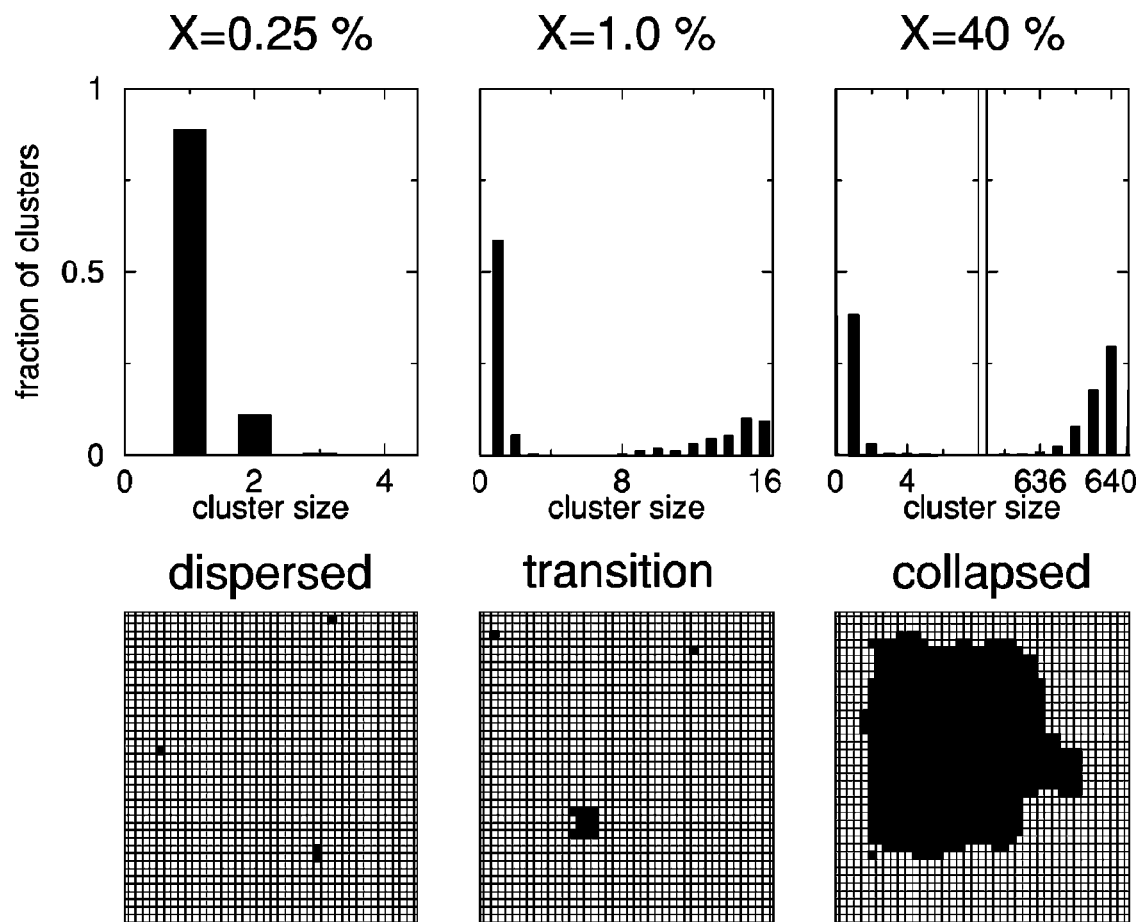 X=0.25 % X=1.0 % X=40 %
fraction of clusters
1
0.5
0
0 2 4 0 8 16 0 4 636 640
cluster size cluster size cluster size
dispersed transition collapsed